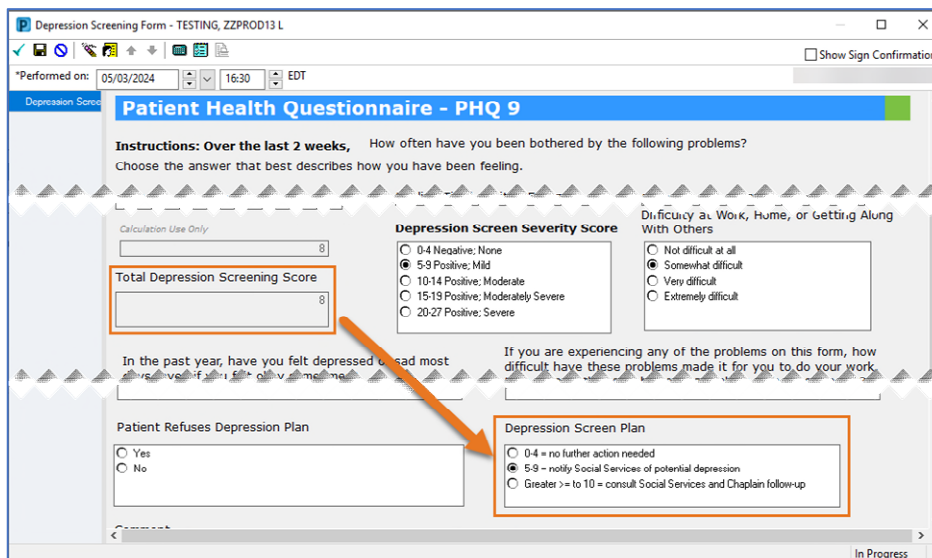 Depression Screening Form - TESTING, ZZPROD13 L
Show Sign Confirmation
*Performed on: 05/03/2024 16:30 EDT
Depression Scree
Patient Health Questionnaire - PHQ 9
Instructions: Over the last 2 weeks, How often have you been bothered by the following problems?
Choose the answer that best describes how you have been feeling.
Calculation Use Only
8
Total Depression Screening Score
8
Depression Screen Severity Score
0-4 Negative; None
5-9 Positive; Mild
10-14 Positive; Moderate
15-19 Positive; Moderately Severe
20-27 Positive; Severe
Difficulty at Work, Home, or Getting Along
With Others
Not difficult at all
Somewhat difficult
Very difficult
Extremely difficult
In the past year, have you felt depressed or sad most
If you are experiencing any of the problems on this form, how
difficult have these problems made it for you to do your work,
Patient Refuses Depression Plan
Yes
No
Depression Screen Plan
0-4 = no further action needed
5-9 = notify Social Services of potential depression
Greater >= to 10 = consult Social Services and Chaplain follow-up
Comment
In Progress